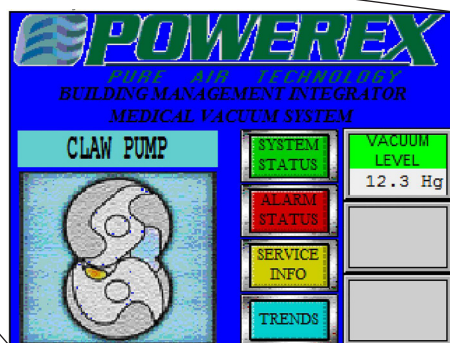 POWEREX
PURE AIR TECHNOLOGY
BUILDING MANAGEMENT INTEGRATOR
MEDICAL VACUUM SYSTEM
CLAW PUMP
SYSTEM
STATUS
VACUUM
LEVEL
12.3 Hg
ALARM
STATUS
SERVICE
INFO
TRENDS